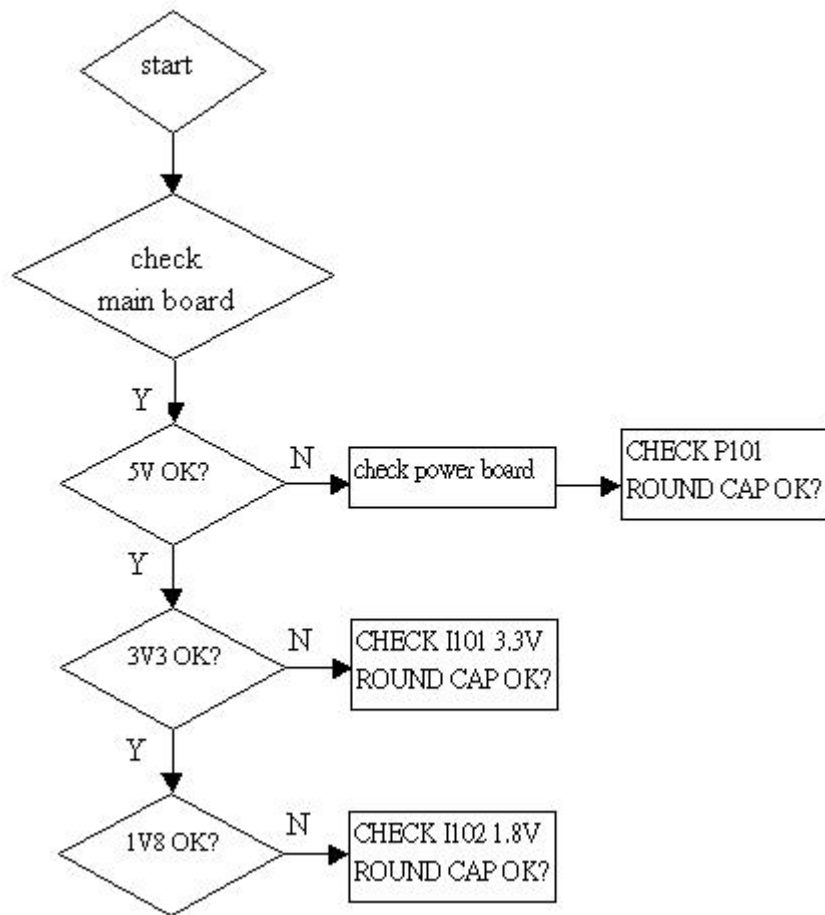 start
check
main board
Y
5V OK?
N
check power board
CHECK P101
ROUND CAP OK?
Y
3V3 OK?
N
CHECK I101 3.3V
ROUND CAP OK?
Y
1V8 OK?
N
CHECK I102 1.8V
ROUND CAP OK?